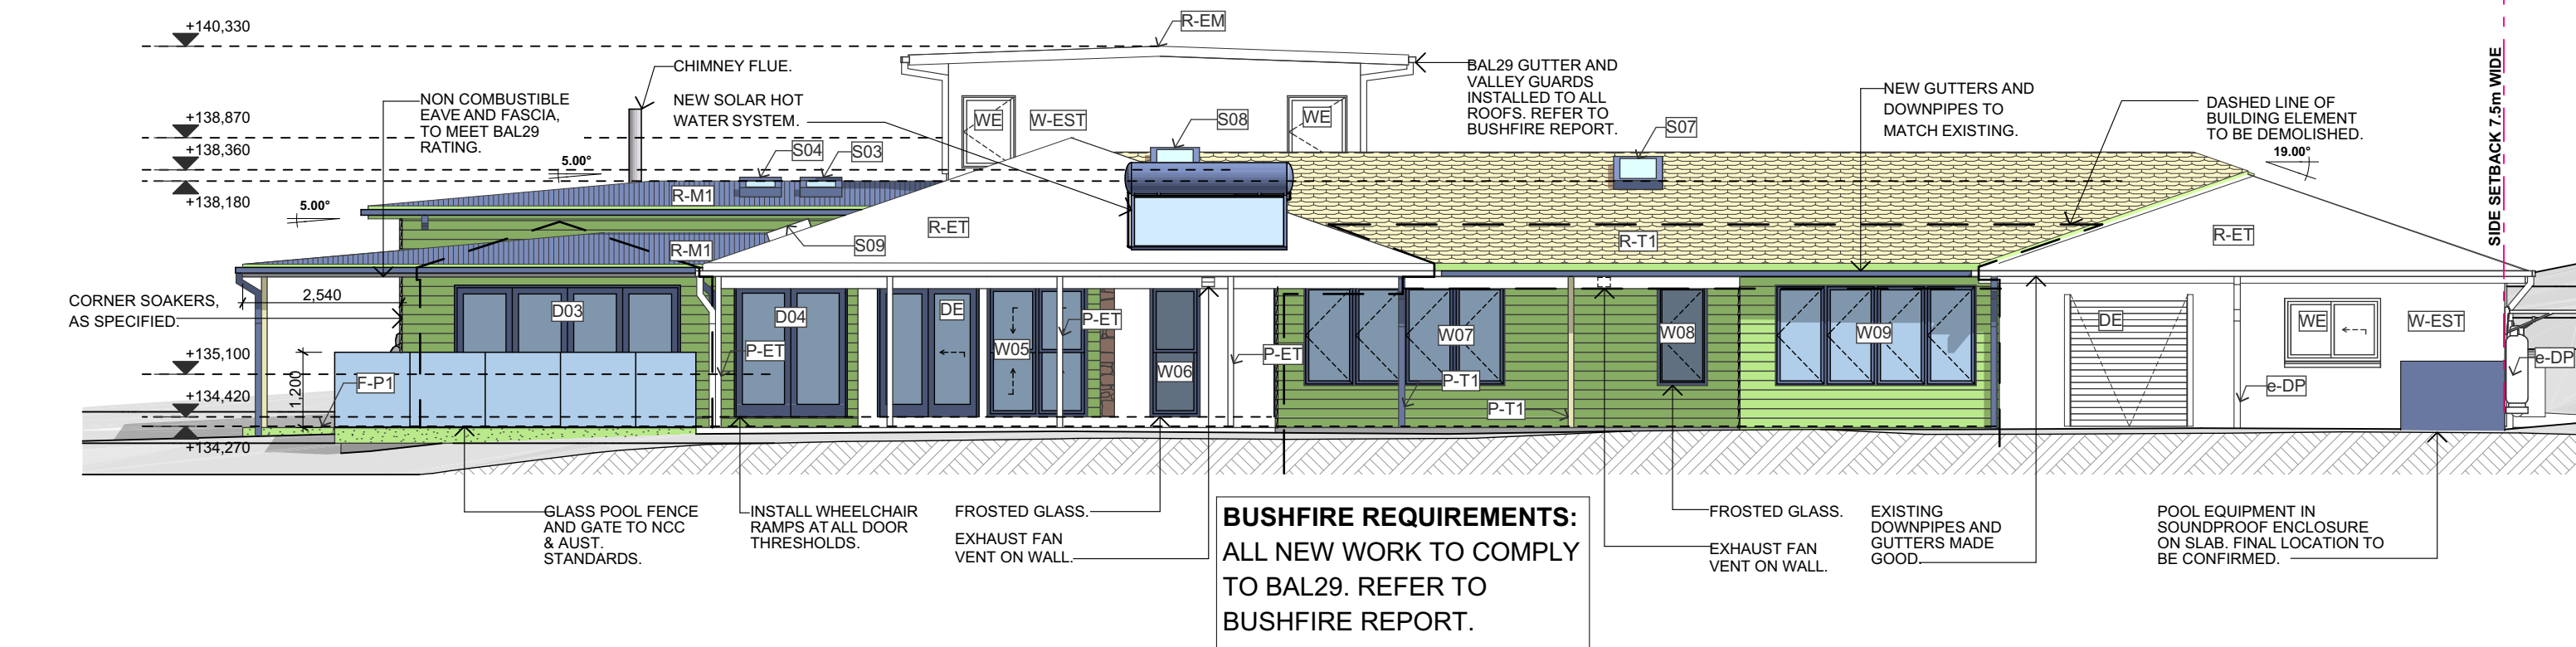 +140,330
R-EM
CHIMNEY FLUE.
BAL29 GUTTER AND
VALLEY GUARDS
INSTALLED TO ALL
ROOFS. REFER TO
BUSHFIRE REPORT.
NEW GUTTERS AND
DOWNPIPES TO
MATCH EXISTING.
DASHED LINE OF
BUILDING ELEMENT
TO BE DEMOLISHED.
19.00°
SIDE SETBACK 7.5m WIDE
NON COMBUSTIBLE
EAVE AND FASCIA,
TO MEET BAL29
RATING.
NEW SOLAR HOT
WATER SYSTEM.
+138,870
+138,360
+138,180
WE
W-EST
WE
S08
S07
S04
S03
5.00°
5.00°
R-M1
R-M1
R-ET
S09
R-T1
R-ET
CORNER SOAKERS,
AS SPECIFIED.
2,540
D03
D04
DE
W05
P-ET
P-ET
W06
P-ET
W07
P-T1
P-T1
W08
W09
DE
WE
W-EST
e-DP
e-DP
+135,100
1,200
F-P1
+134,420
+134,270
GLASS POOL FENCE
AND GATE TO NCC
& AUST.
STANDARDS.
INSTALL WHEELCHAIR
RAMPS AT ALL DOOR
THRESHOLDS.
FROSTED GLASS.
EXHAUST FAN
VENT ON WALL.
BUSHFIRE REQUIREMENTS:
ALL NEW WORK TO COMPLY
TO BAL29. REFER TO
BUSHFIRE REPORT.
FROSTED GLASS.
EXHAUST FAN
VENT ON WALL.
EXISTING
DOWNPIPES AND
GUTTERS MADE
GOOD.
POOL EQUIPMENT IN
SOUNDPROOF ENCLOSURE
ON SLAB. FINAL LOCATION TO
BE CONFIRMED.